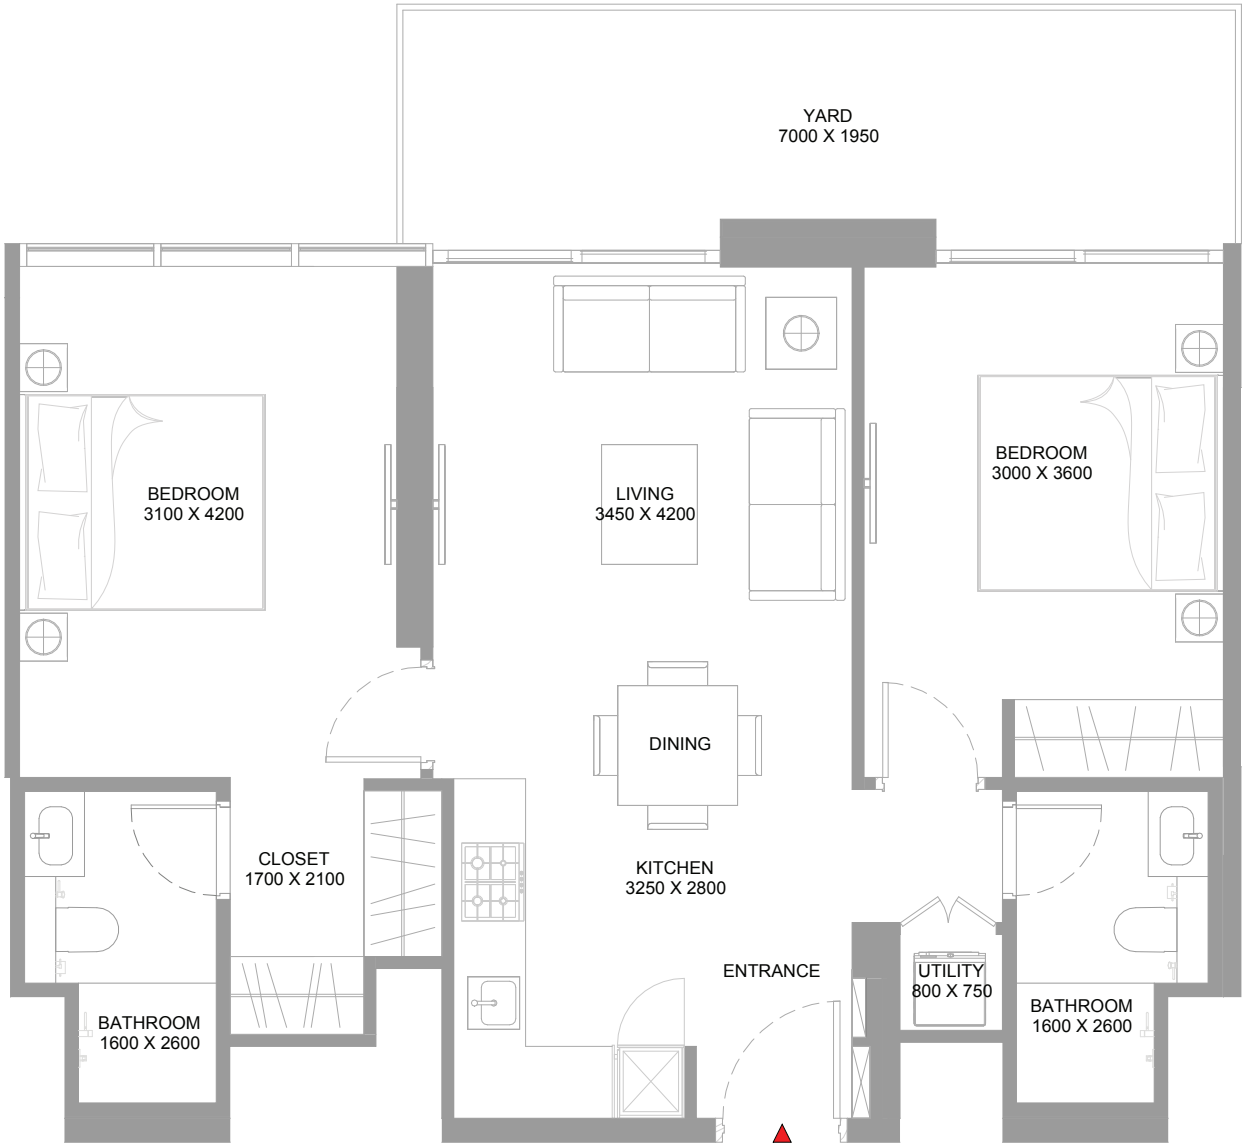 YARD
7000 X 1950
BEDROOM
3100 X 4200
LIVING
3450 X 4200
BEDROOM
3000 X 3600
DINING
CLOSET
1700 X 2100
KITCHEN
3250 X 2800
ENTRANCE
UTILITY
800 X 750
BATHROOM
1600 X 2600
BATHROOM
1600 X 2600